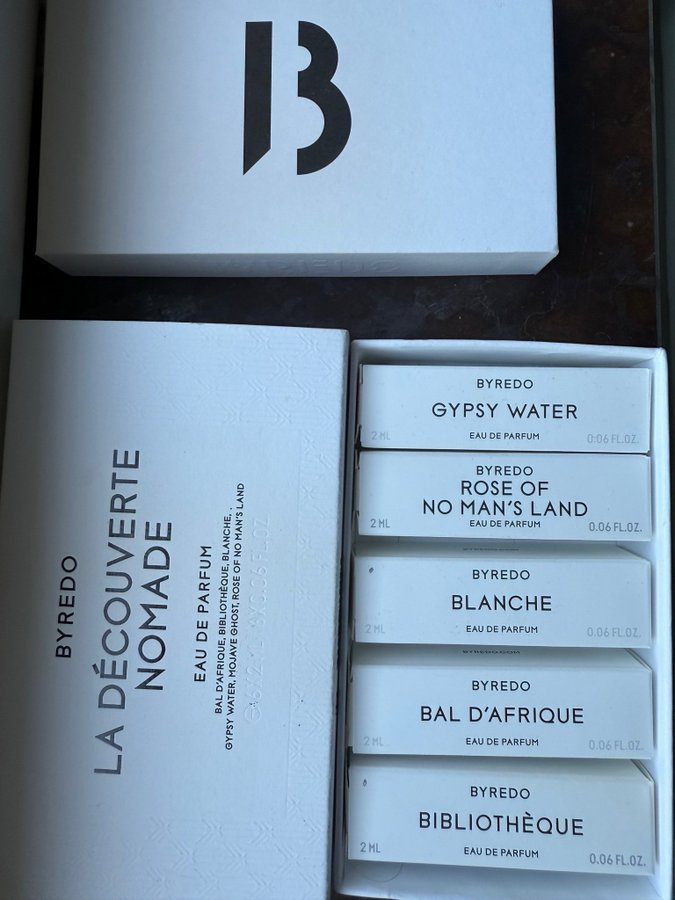 B
BYREDO
LA DÉCOUVERTE
NOMADE
EAU DE PARFUM
BAL D'AFRIQUE, BIBLIOTHÈQUE, BLANCHE,
GYPSY WATER, MOJAVE GHOST, ROSE OF NO MAN'S LAND
BYREDO
GYPSY WATER
2 ML EAU DE PARFUM 0.06 FL.OZ.
BYREDO
ROSE OF
NO MAN'S LAND
2 ML EAU DE PARFUM 0.06 FL.OZ.
BYREDO
BLANCHE
2 ML EAU DE PARFUM 0.06 FL.OZ.
BYREDO.COM
BYREDO
BAL D'AFRIQUE
2 ML EAU DE PARFUM 0.06 FL.OZ.
BYREDO
BIBLIOTHÈQUE
2 ML EAU DE PARFUM 0.06 FL.OZ.